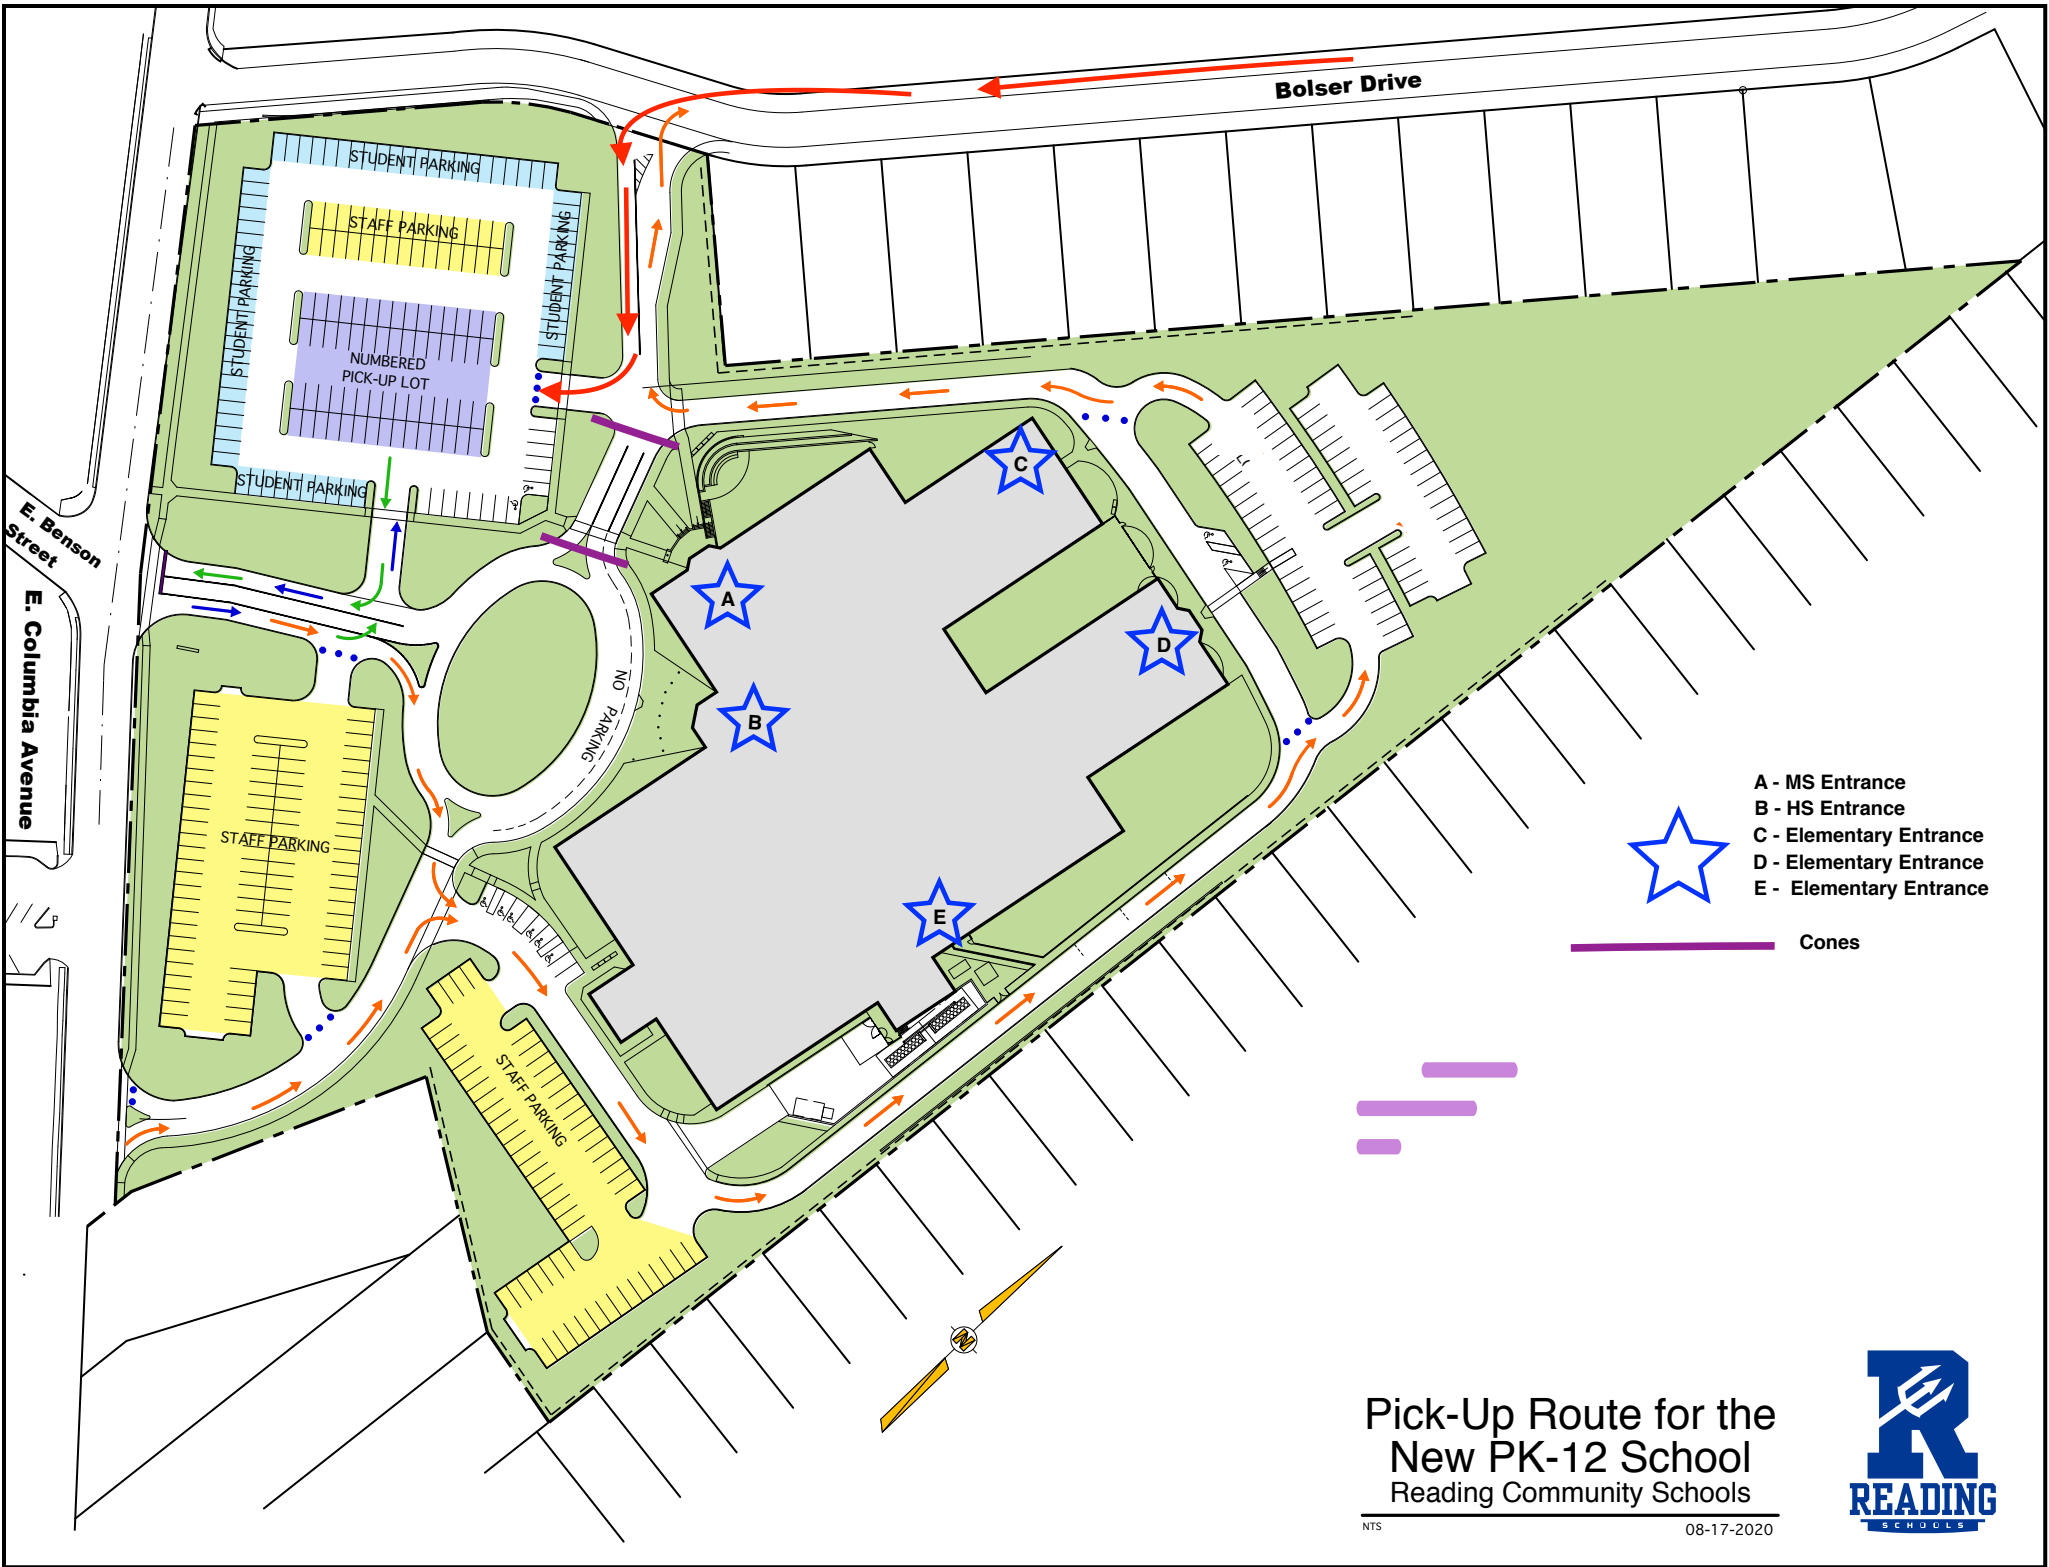 Bolser Drive
STUDENT PARKING
STAFF PARKING
STUDENT PARKING
STUDENT PARKING
NUMBERED
PICK-UP LOT
STUDENT PARKING
E. Benson
Street
E. Columbia Avenue
C
A
D
B
NO PARKING
STAFF PARKING
E
STAFF PARKING
A - MS Entrance
B - HS Entrance
C - Elementary Entrance
D - Elementary Entrance
E - Elementary Entrance
Cones
N
Pick-Up Route for the
New PK-12 School
Reading Community Schools
NTS
08-17-2020
R
READING
SCHOOLS